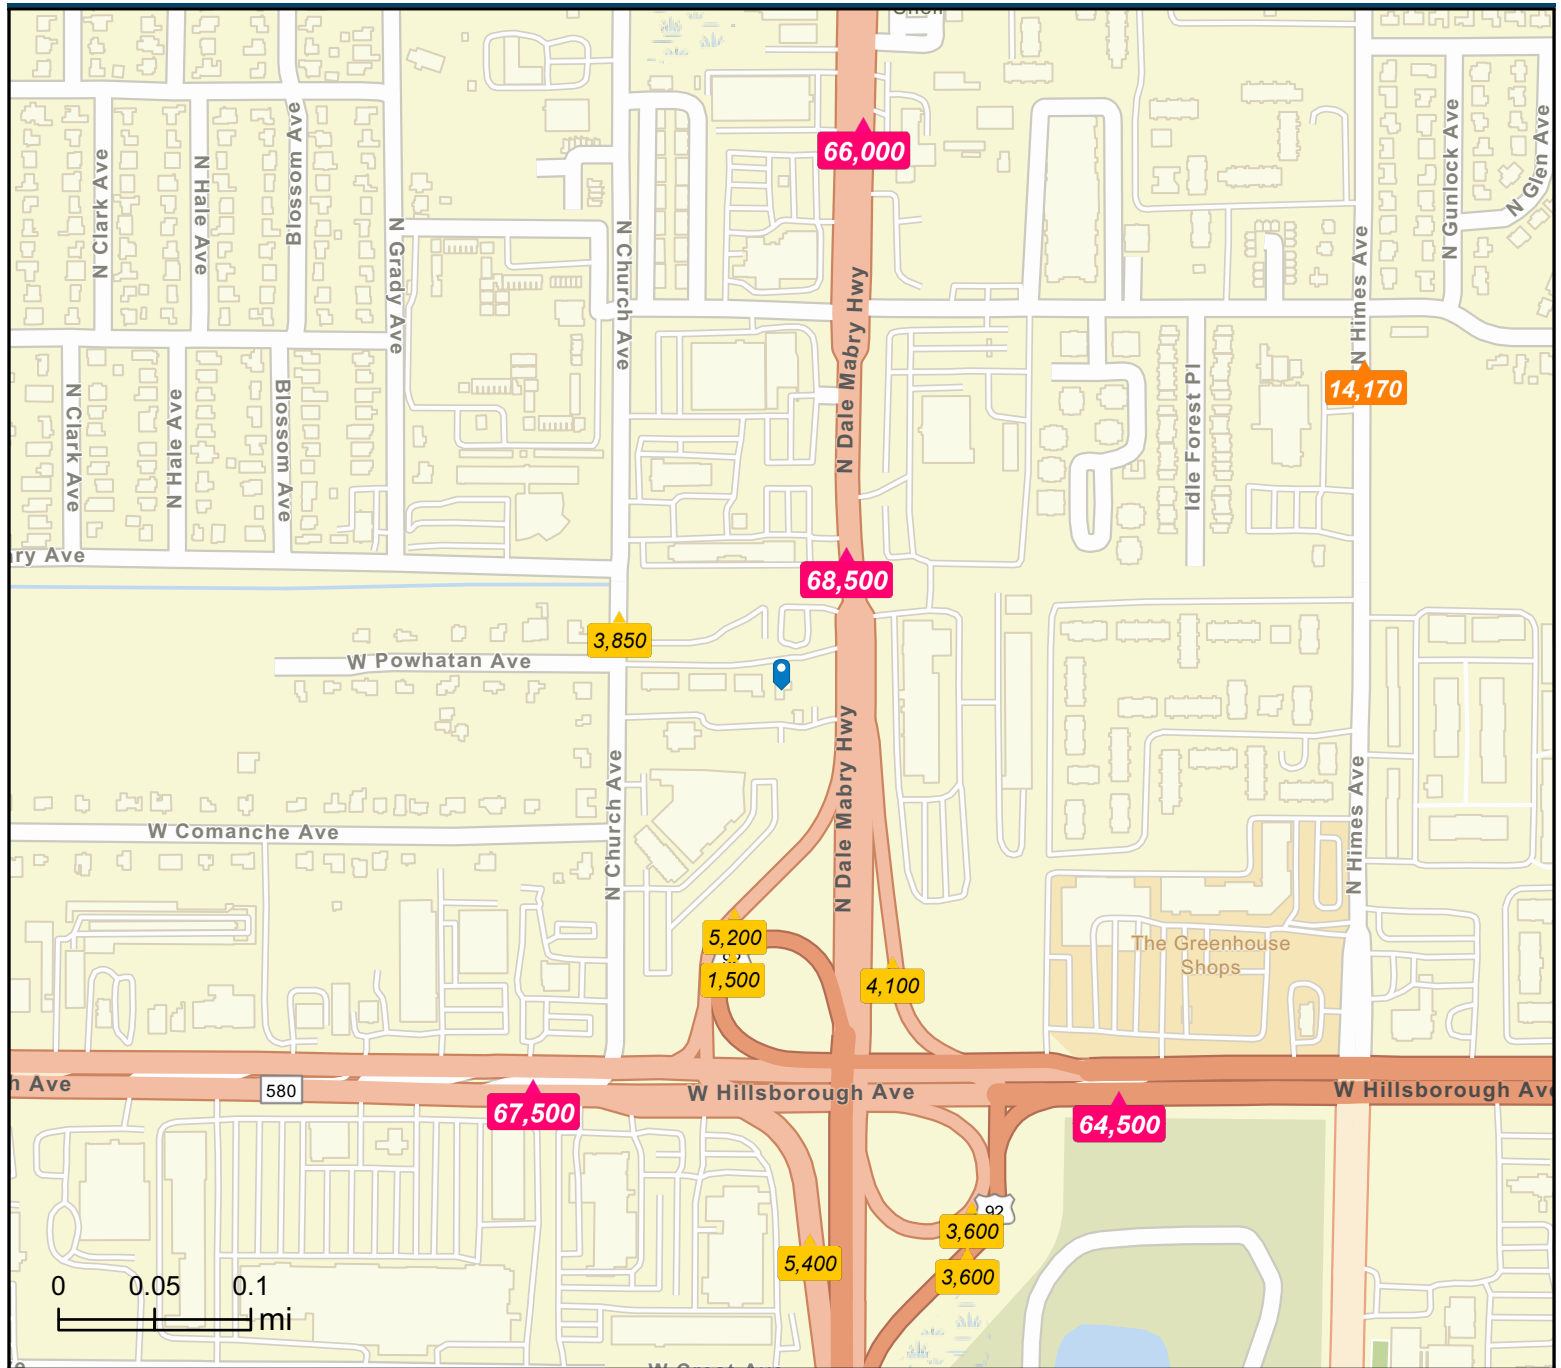 66,000
N Clark Ave
N Hale Ave
Blossom Ave
N Grady Ave
N Church Ave
N Dale Mabry Hwy
N Himes Ave
N Gunlock Ave
N Glen Ave
14,170
N Clark Ave
N Hale Ave
Blossom Ave
Idle Forest Pl
Ave
68,500
3,850
W Powhatan Ave
N Church Ave
N Dale Mabry Hwy
N Himes Ave
W Comanche Ave
5,200
1,500
4,100
The Greenhouse
Shops
Ave
580
W Hillsborough Ave
W Hillsborough Ave
67,500
64,500
92
3,600
5,400
3,600
0 0.05 0.1
mi